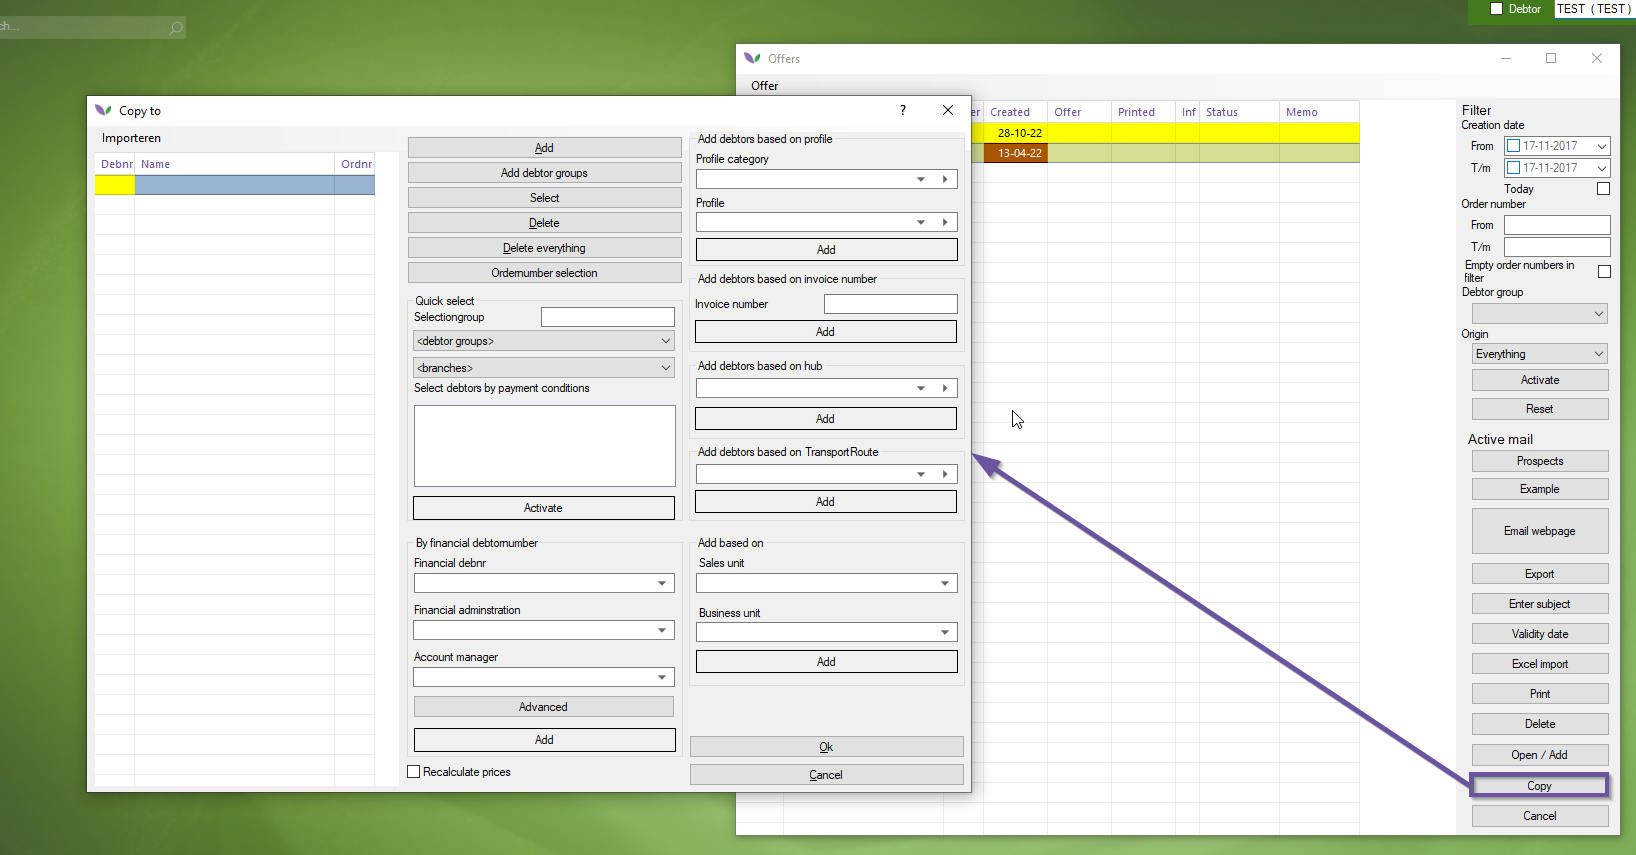 ch...
Debtor
TEST ( TEST )
Offers
Offer
er Created Offer Printed Inf Status Memo
28-10-22
13-04-22
Filter
Creation date
From 17-11-2017
T/m 17-11-2017
Today
Order number
From
T/m
Empty order numbers in
filter
Debtor group
Origin
Everything
Activate
Reset
Active mail
Prospects
Example
Email webpage
Export
Enter subject
Validity date
Excel import
Print
Delete
Open / Add
Copy
Cancel
Copy to
?
Importeren
Debnr Name Ordnr
Add
Add debtor groups
Select
Delete
Delete everything
Ordernumber selection
Quick select
Selectiongroup
<debtor groups>
<branches>
Select debtors by payment conditions
Activate
By financial debtornumber
Financial debnr
Financial adminstration
Account manager
Advanced
Add
Recalculate prices
Add debtors based on profile
Profile category
Profile
Add
Add debtors based on invoice number
Invoice number
Add
Add debtors based on hub
Add
Add debtors based on TransportRoute
Add
Add based on
Sales unit
Business unit
Add
Ok
Cancel